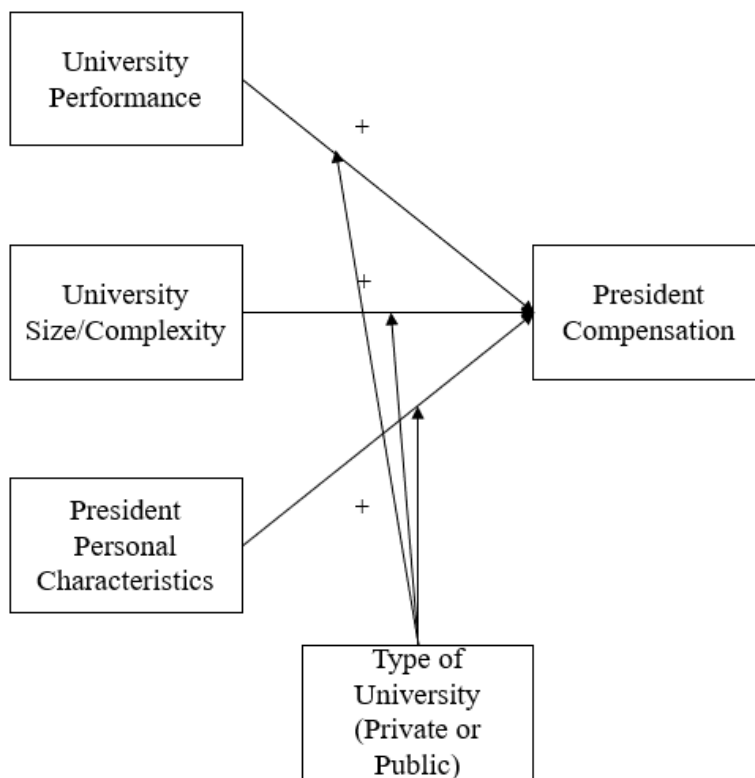 University
Performance
+
University
Size/Complexity
+
President
Compensation
President
Personal
Characteristics
+
Type of
University
(Private or
Public)